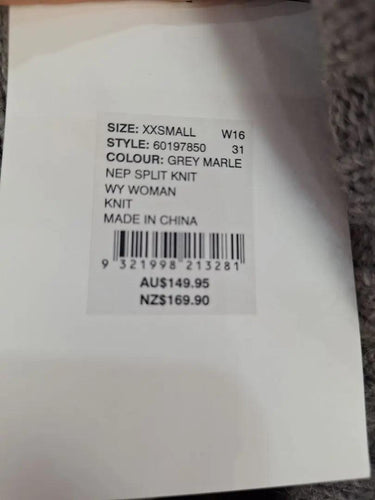 SIZE: XXSMALL W16
STYLE: 60197850 31
COLOUR: GREY MARLE
NEP SPLIT KNIT
WY WOMAN
KNIT
MADE IN CHINA
9 321998 213281
AU$149.95
NZ$169.90